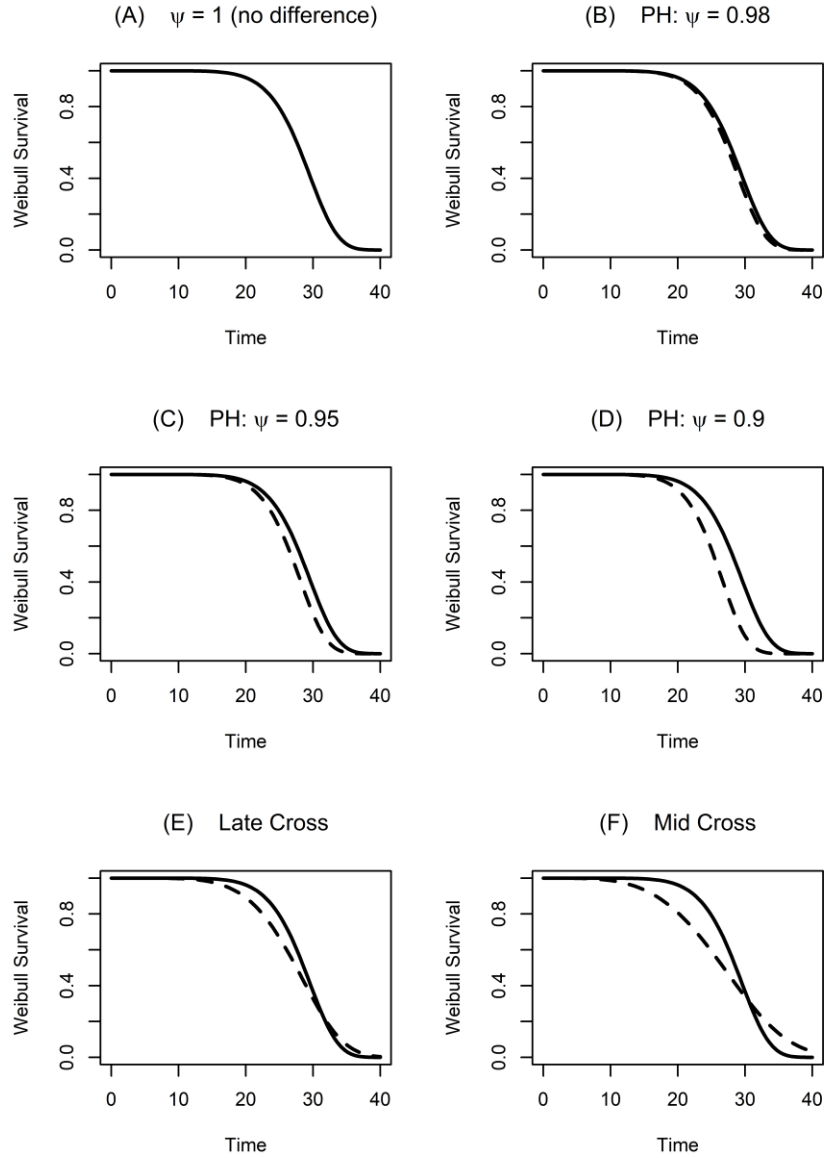 (A) ψ = 1 (no difference)
Weibull Survival
0.0 0.4 0.8
0 10 20 30 40
Time
(B) PH: ψ = 0.98
Weibull Survival
0.0 0.4 0.8
0 10 20 30 40
Time
(C) PH: ψ = 0.95
Weibull Survival
0.0 0.4 0.8
0 10 20 30 40
Time
(D) PH: ψ = 0.9
Weibull Survival
0.0 0.4 0.8
0 10 20 30 40
Time
(E) Late Cross
Weibull Survival
0.0 0.4 0.8
0 10 20 30 40
Time
(F) Mid Cross
Weibull Survival
0.0 0.4 0.8
0 10 20 30 40
Time